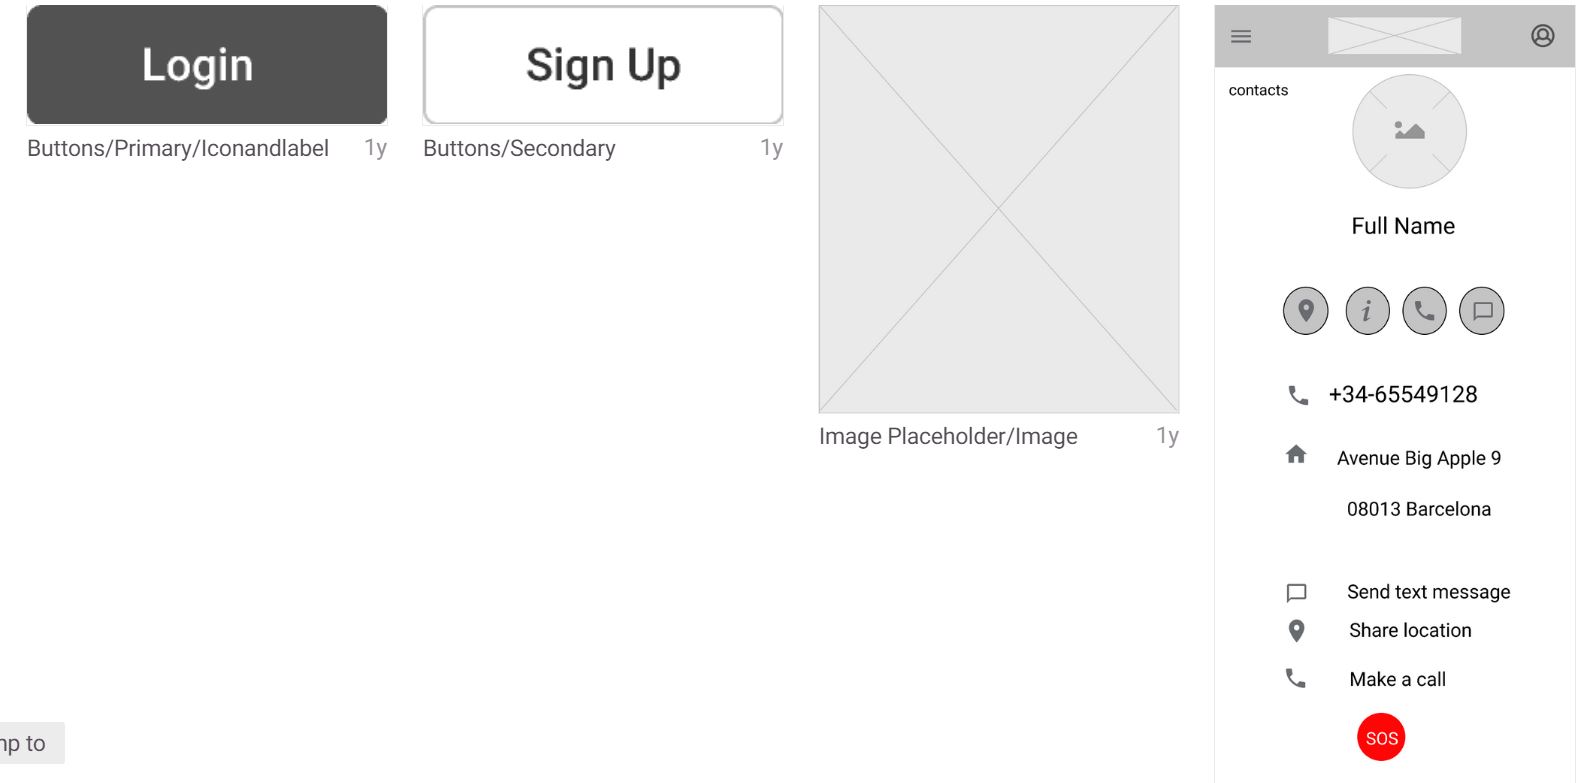 Login
Buttons/Primary/Iconandlabel 1y
Sign Up
Buttons/Secondary 1y
Image Placeholder/Image 1y
contacts
Full Name
i
+34-65549128
Avenue Big Apple 9
08013 Barcelona
Send text message
Share location
Make a call
SOS
to